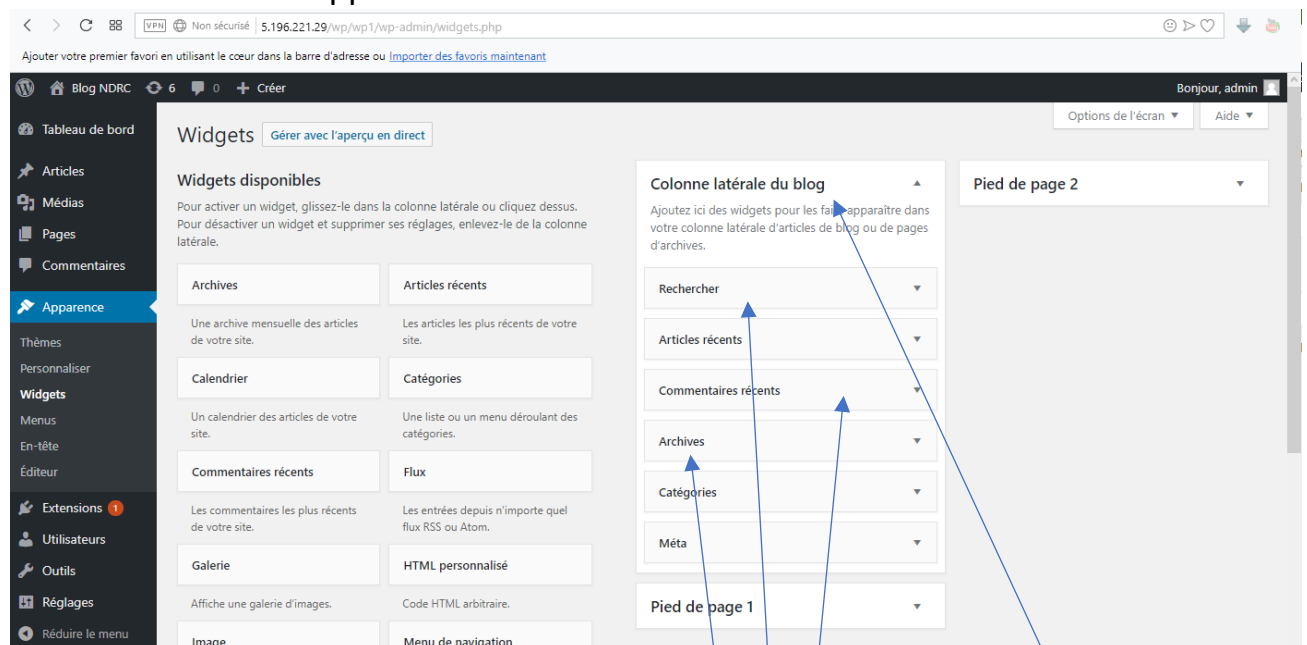 VPN Non sécurisé 5.196.221.29/wp/wp1/wp-admin/widgets.php
Ajouter votre premier favori en utilisant le cœur dans la barre d'adresse ou Importer des favoris maintenant
Blog NDRC 6 0 + Créer Bonjour, admin
Options de l'écran ▼ Aide ▼
Tableau de bord
Articles
Médias
Pages
Commentaires
Apparence
Thèmes
Personnaliser
Widgets
Menus
En-tête
Éditeur
Extensions 1
Utilisateurs
Outils
Réglages
Réduire le menu
Widgets Gérer avec l'aperçu en direct
Widgets disponibles
Pour activer un widget, glissez-le dans la colonne latérale ou cliquez dessus.
Pour désactiver un widget et supprimer ses réglages, enlevez-le de la colonne
latérale.
Archives
Une archive mensuelle des articles
de votre site.
Articles récents
Les articles les plus récents de votre
site.
Calendrier
Un calendrier des articles de votre
site.
Catégories
Une liste ou un menu déroulant des
catégories.
Commentaires récents
Les commentaires les plus récents
de votre site.
Flux
Les entrées depuis n'importe quel
flux RSS ou Atom.
Galerie
Affiche une galerie d'images.
HTML personnalisé
Code HTML arbitraire.
Image
Menu de navigation
Colonne latérale du blog
Ajoutez ici des widgets pour les faire apparaître dans
votre colonne latérale d'articles de blog ou de pages
d'archives.
Rechercher
Articles récents
Commentaires récents
Archives
Catégories
Méta
Pied de page 1
Pied de page 2